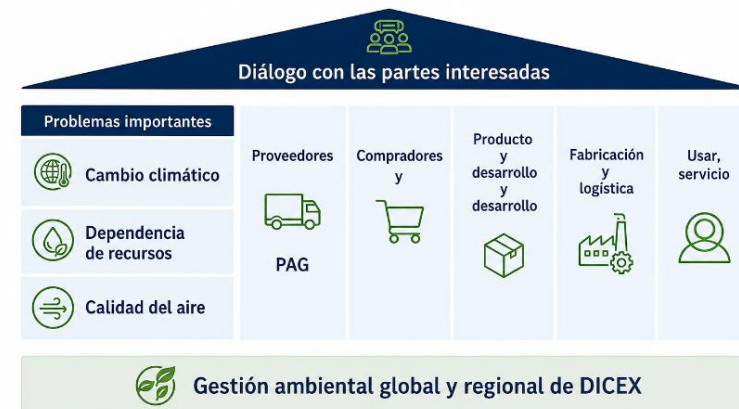 Diálogo con las partes interesadas
Problemas importantes
Cambio climático
Dependencia
de recursos
Calidad del aire
Proveedores
PAG
Compradores
y
Producto
y
desarrollo
y
desarrollo
Fabricación
y
logística
Usar,
servicio
Gestión ambiental global y regional de DICEX